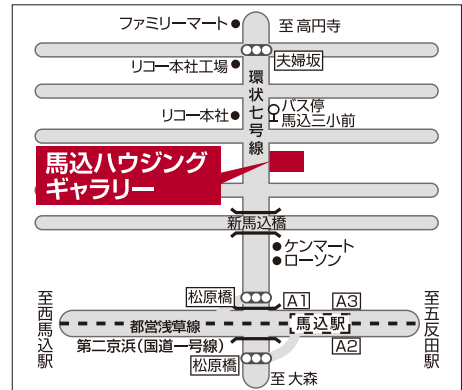 ファミリーマート
至 高円寺
夫婦坂
リコー本社工場
環状七号線
バス停
馬込三小前
リコー本社
馬込ハウジング
ギャラリー
新馬込橋
ケンマート
ローソン
松原橋
A1
A3
至西馬込駅
都営浅草線
馬込駅
至五反田駅
第二京浜(国道一号線)
A2
松原橋
至 大森